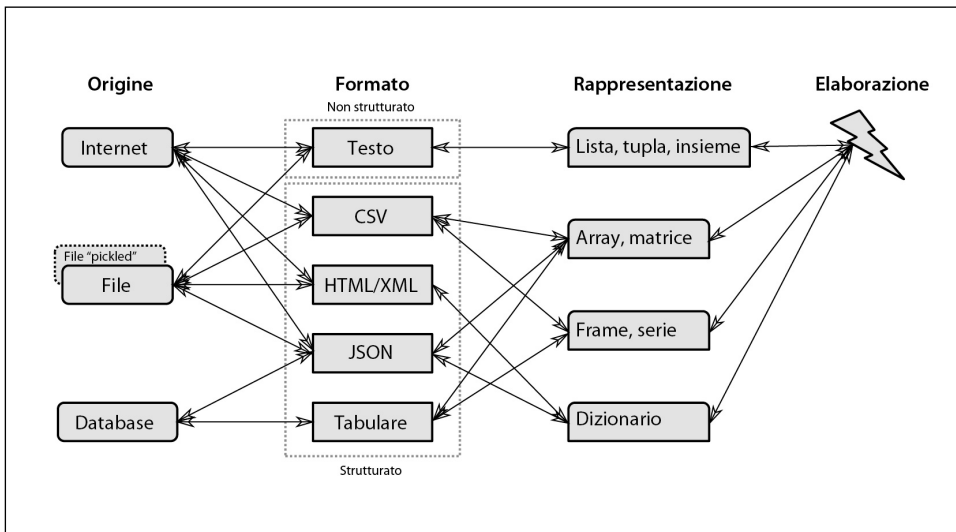 Origine
Formato
Rappresentazione
Elaborazione
Non strutturato
Internet
Testo
Lista, tupla, insieme
CSV
Array, matrice
File "pickled"
File
HTML/XML
Frame, serie
JSON
Database
Tabulare
Dizionario
Strutturato